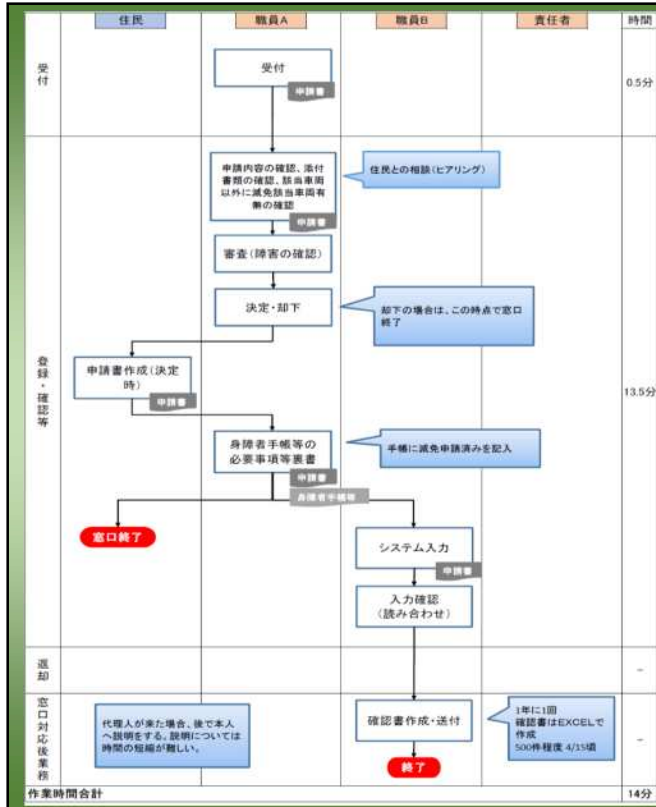 住民 職員A 職員B 責任者 時間
受付
受付
申請書
0.5分
登録・確認等
申請内容の確認、添付
書類の確認、該当車両
以外に減免該当車両有
無の確認
申請書
住民との相談(ヒアリング)
審査(障害の確認)
決定・却下
却下の場合は、この時点で窓口
終了
申請書作成(決定
時)
申請書
13.5分
身障者手帳等の
必要事項等裏書
申請書
身障者手帳等
手帳に減免申請済みを記入
窓口終了
システム入力
申請書
入力確認
(読み合わせ)
返却
-
窓口対応後業務
代理人が来た場合、後で本人
へ説明をする。説明については
時間の短縮が難しい。
確認書作成・送付
1年に1回
確認書はEXCELで
作成
500件程度 4/15頃
-
終了
作業時間合計 14分